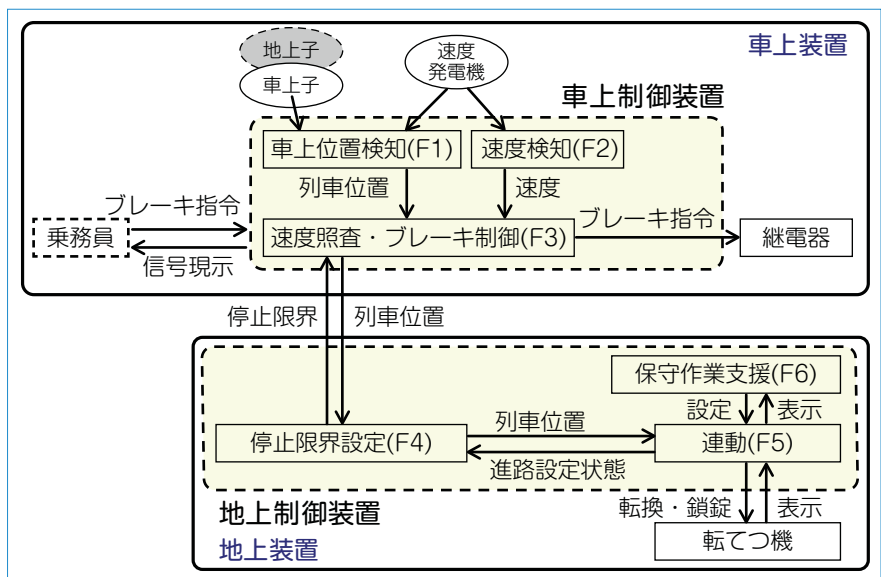 車上装置
地上子
車上子
速度
発電機
車上制御装置
車上位置検知(F1)
速度検知(F2)
列車位置
速度
ブレーキ指令
乗務員
信号現示
速度照査・ブレーキ制御(F3)
ブレーキ指令
継電器
停止限界
列車位置
保守作業支援(F6)
設定
表示
列車位置
停止限界設定(F4)
連動(F5)
進路設定状態
地上制御装置
転換・鎖錠
表示
地上装置
転てつ機